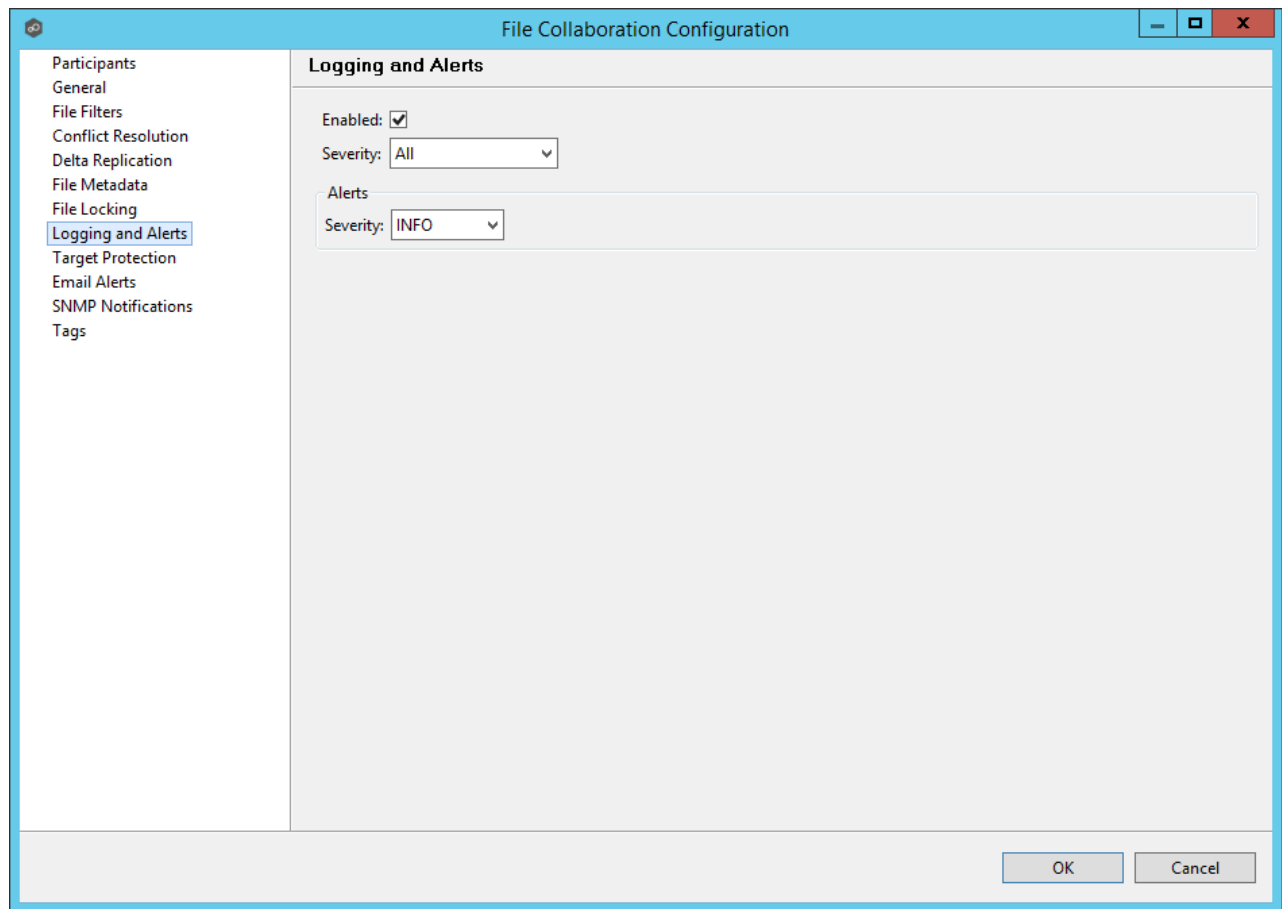 File Collaboration Configuration
Participants
General
File Filters
Conflict Resolution
Delta Replication
File Metadata
File Locking
Logging and Alerts
Target Protection
Email Alerts
SNMP Notifications
Tags
Logging and Alerts
Enabled:
Severity: All
Alerts
Severity: INFO
OK Cancel